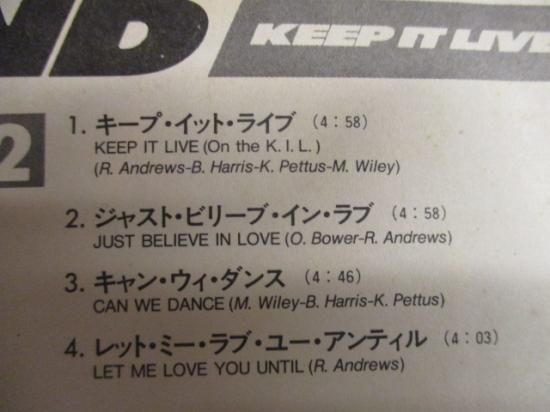 ND
KEEP IT LIVE
2
1. キープ・イット・ライブ (4:58)
KEEP IT LIVE (On the K.I.L.)
(R. Andrews-B. Harris-K. Pettus-M. Wiley)
2. ジャスト・ビリーブ・イン・ラブ (4:58)
JUST BELIEVE IN LOVE (O. Bower-R. Andrews)
3. キャン・ウィ・ダンス (4:46)
CAN WE DANCE (M. Wiley-B. Harris-K. Pettus)
4. レット・ミー・ラブ・ユー・アンティル (4:03)
LET ME LOVE YOU UNTIL (R. Andrews)